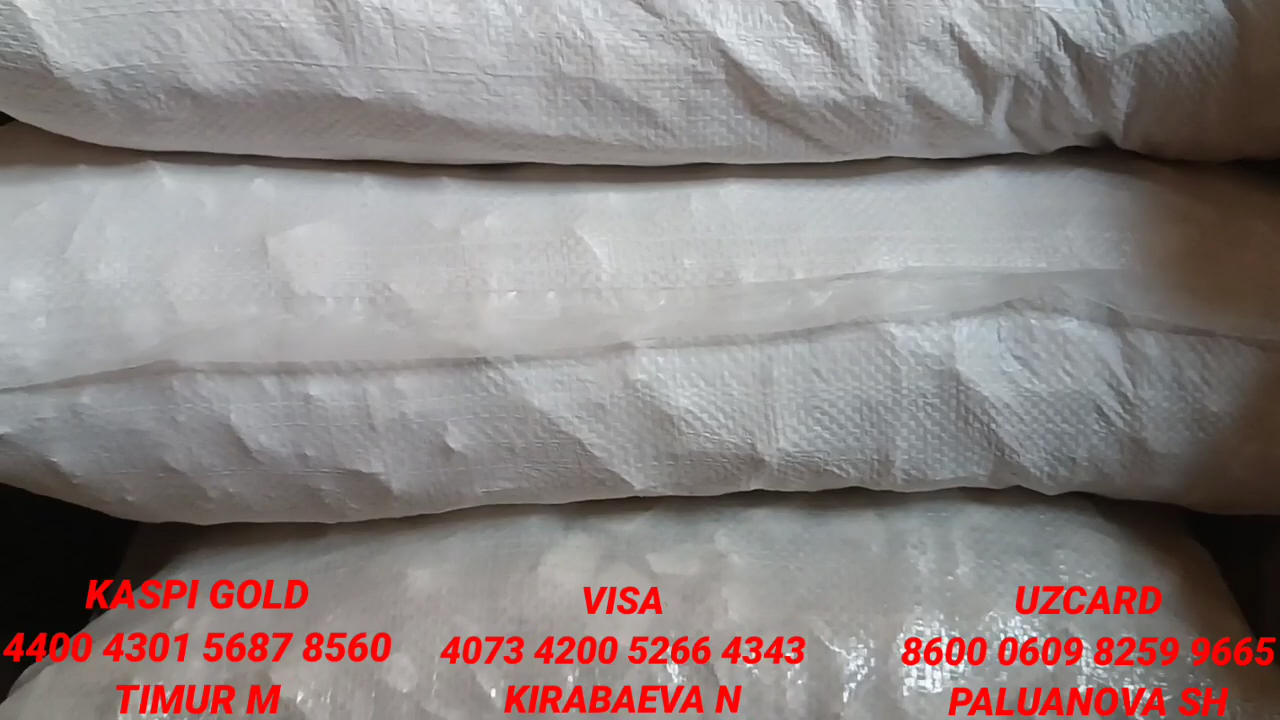 KASPI GOLD
4400 4301 5687 8560
TIMUR M
VISA
4073 4200 5266 4343
KIRABAEVA N
UZCARD
8600 0609 8259 9665
PALUANOVA SH